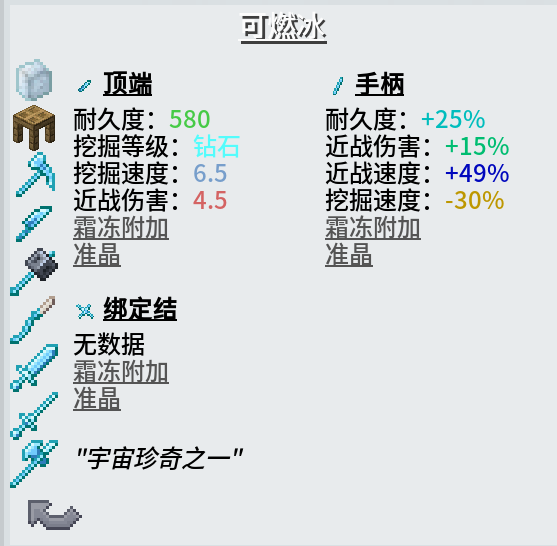 可燃冰
顶端
耐久度：580
挖掘等级：钻石
挖掘速度：6.5
近战伤害：4.5
霜冻附加
准晶
手柄
耐久度：+25%
近战伤害：+15%
近战速度：+49%
挖掘速度：-30%
霜冻附加
准晶
绑定结
无数据
霜冻附加
准晶
"宇宙珍奇之一"